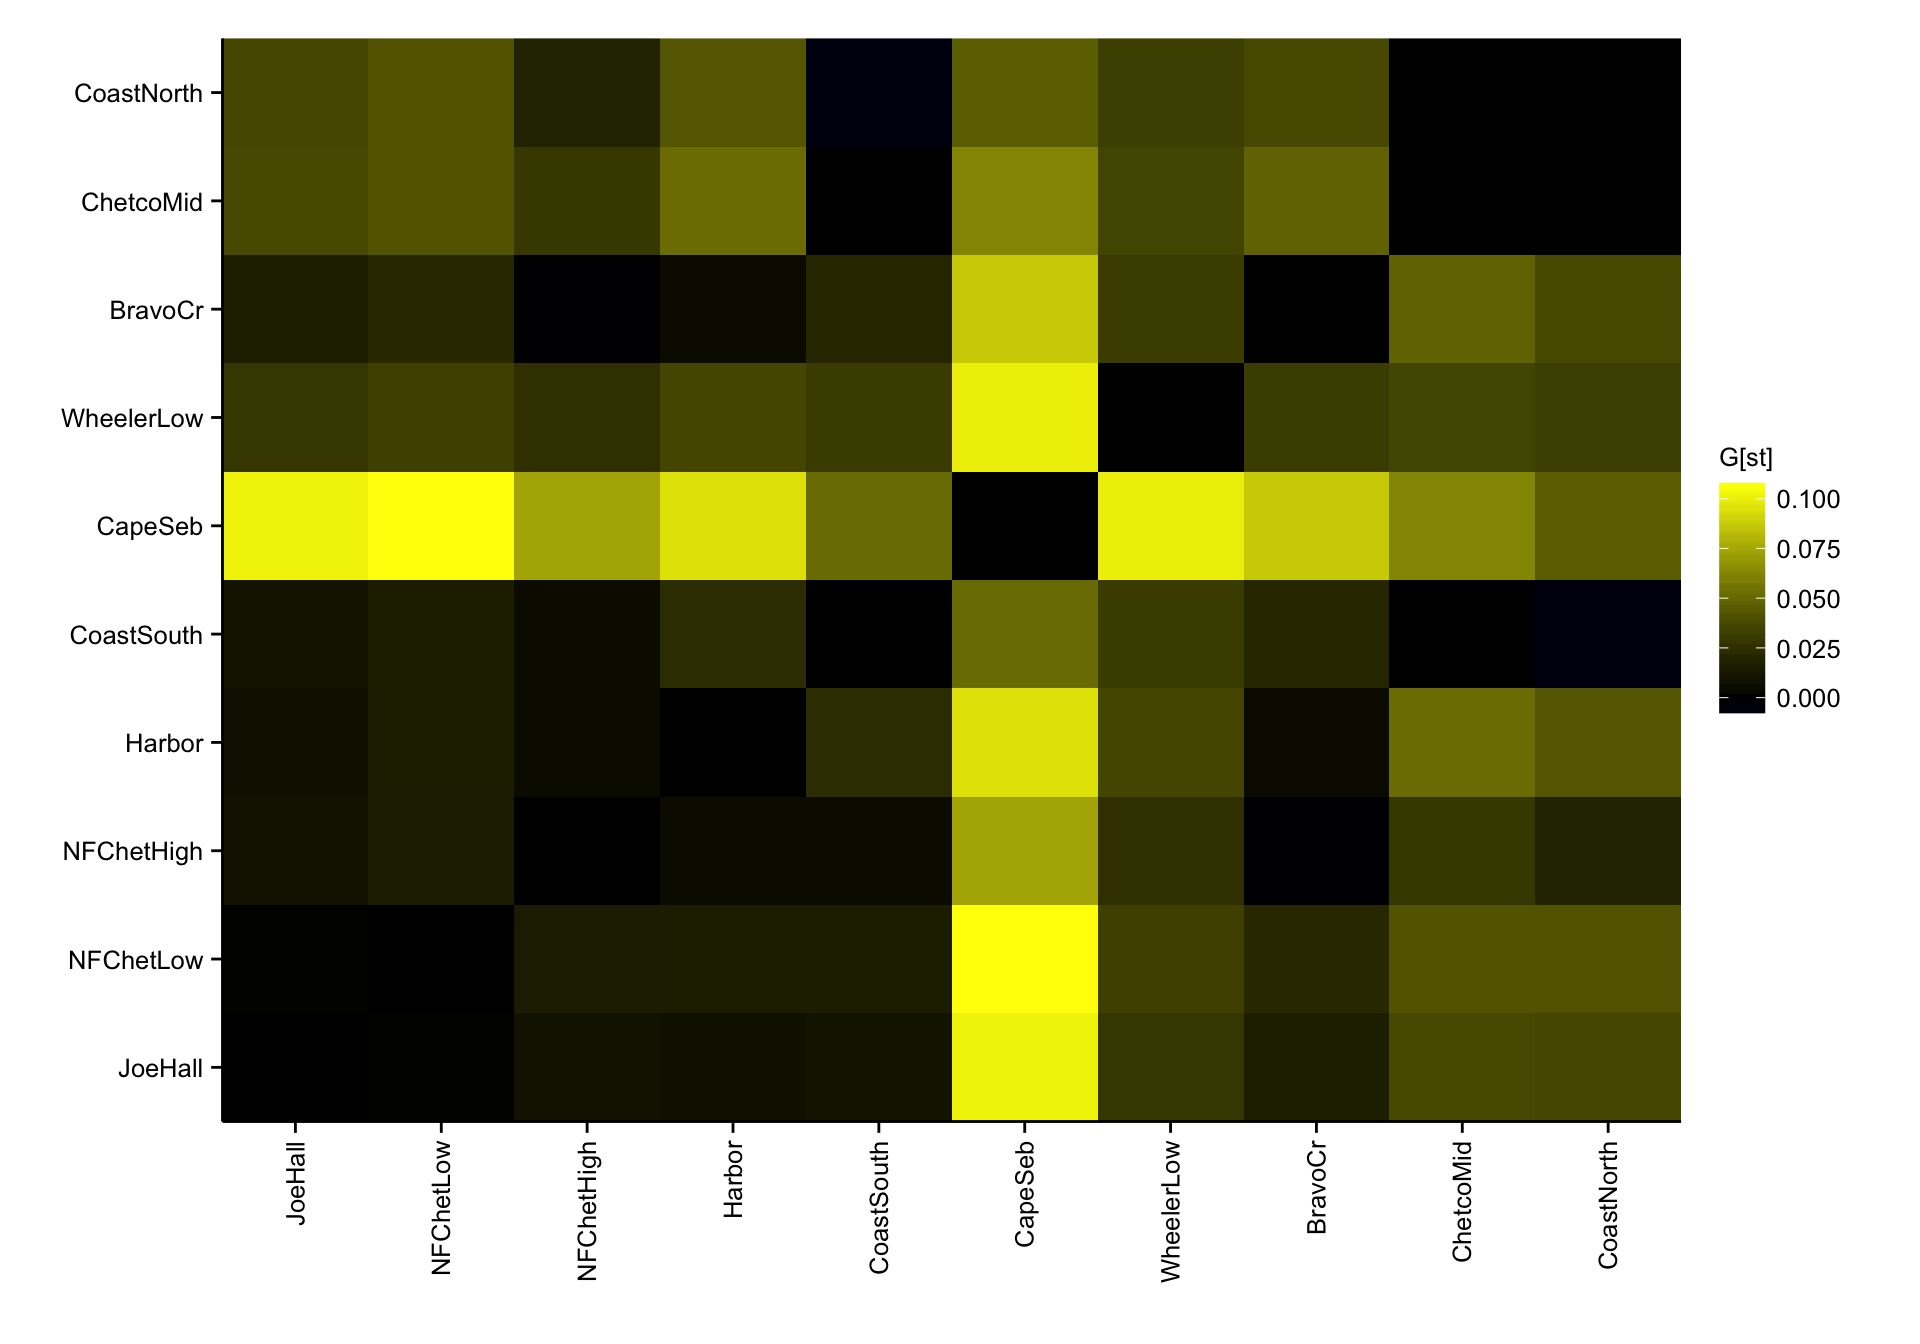 CoastNorth
ChetcoMid
BravoCr
WheelerLow
CapeSeb
CoastSouth
Harbor
NFChetHigh
NFChetLow
JoeHall
JoeHall
NFChetLow
NFChetHigh
Harbor
CoastSouth
CapeSeb
WheelerLow
BravoCr
ChetcoMid
CoastNorth
G[st]
0.100
0.075
0.050
0.025
0.000